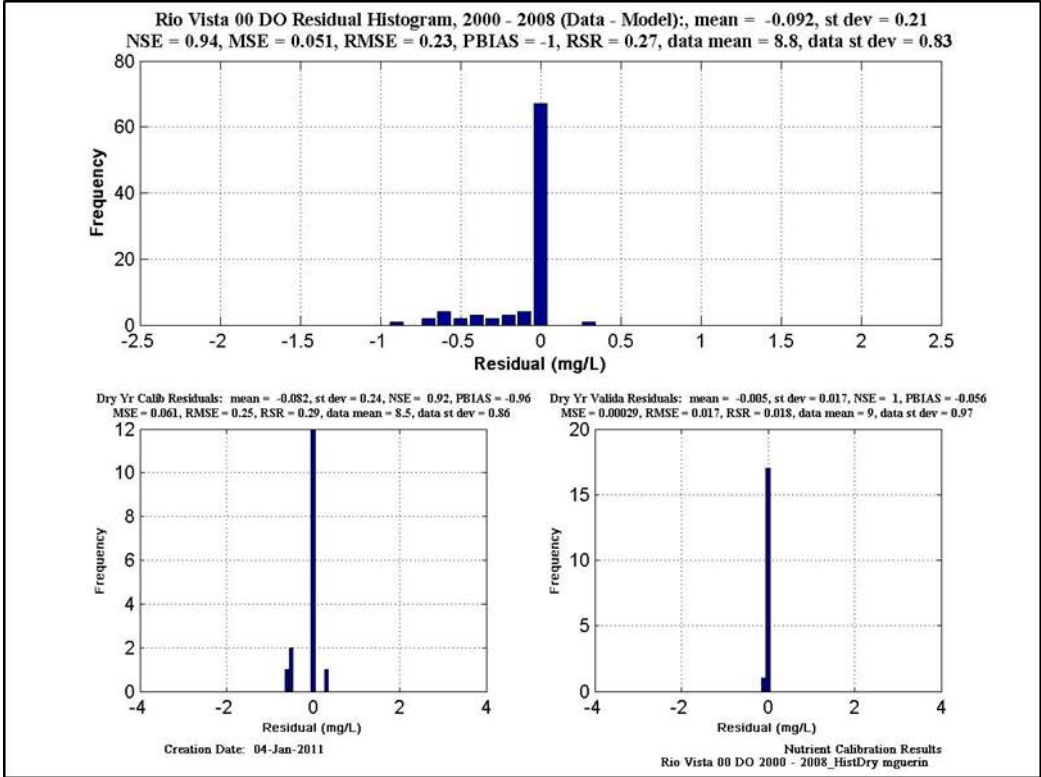 Rio Vista 00 DO Residual Histogram, 2000 - 2008 (Data - Model):, mean = -0.092, st dev = 0.21
NSE = 0.94, MSE = 0.051, RMSE = 0.23, PBIAS = -1, RSR = 0.27, data mean = 8.8, data st dev = 0.83
80
60
40
20
0
Frequency
-2.5 -2 -1.5 -1 -0.5 0 0.5 1 1.5 2 2.5
Residual (mg/L)
Dry Yr Calib Residuals: mean = -0.082, st dev = 0.24, NSE = 0.92, PBIAS = -0.96
MSE = 0.061, RMSE = 0.25, RSR = 0.29, data mean = 8.5, data st dev = 0.86
12
10
8
6
4
2
0
Frequency
-4 -2 0 2 4
Residual (mg/L)
Dry Yr Valida Residuals: mean = -0.005, st dev = 0.017, NSE = 1, PBIAS = -0.056
MSE = 0.00029, RMSE = 0.017, RSR = 0.018, data mean = 9, data st dev = 0.97
20
15
10
5
0
Frequency
-4 -2 0 2 4
Residual (mg/L)
Creation Date: 04-Jan-2011
Nutrient Calibration Results
Rio Vista 00 DO 2000 - 2008_HistDry mguerin